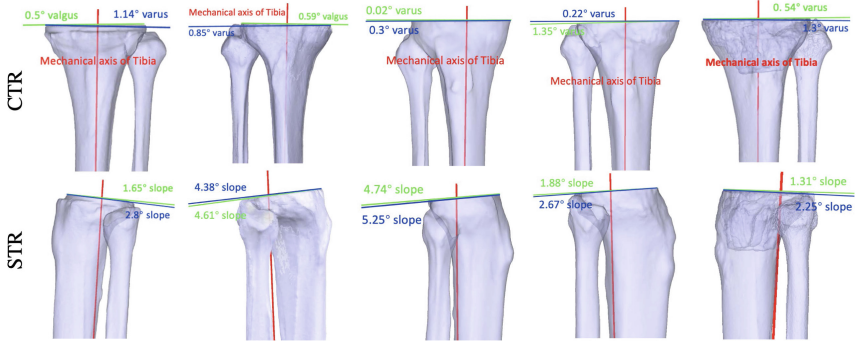 CTR
0.5° valgus 1.14° varus
Mechanical axis of Tibia
Mechanical axis of Tibia
0.59° valgus
0.85° varus
0.02° varus
0.3° varus
Mechanical axis of Tibia
0.22° varus
1.35° varus
Mechanical axis of Tibia
0. 54° varus
1.3° varus
Mechanical axis of Tibia
STR
1.65° slope
2.8° slope
4.38° slope
4.61° slope
4.74° slope
5.25° slope
1.88° slope
2.67° slope
1.31° slope
2.25° slope